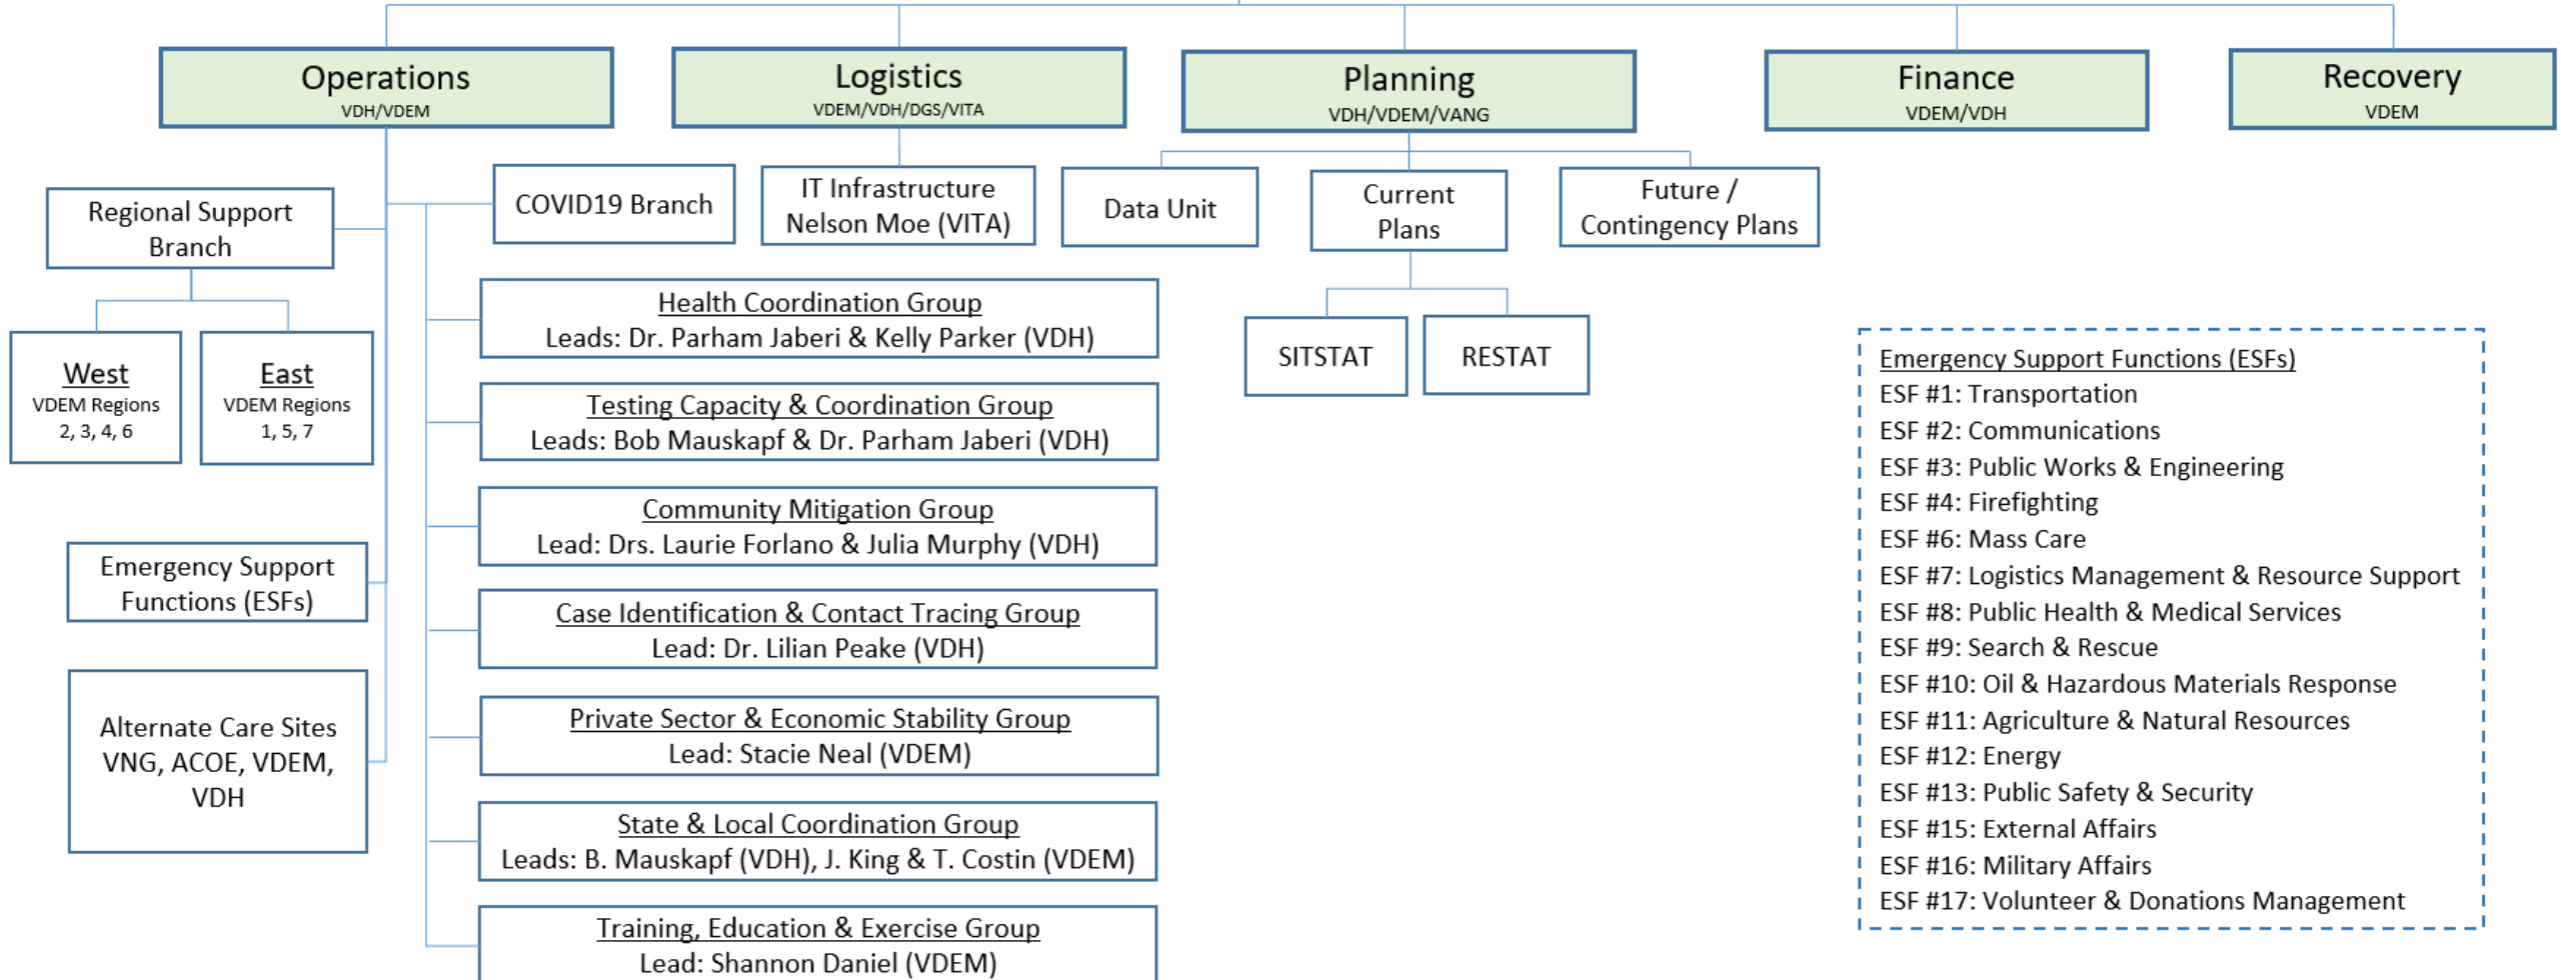 Operations
VDH/VDEM
Logistics
VDEM/VDH/DGS/VITA
Planning
VDH/VDEM/VANG
Finance
VDEM/VDH
Recovery
VDEM
Regional Support
Branch
COVID19 Branch
IT Infrastructure
Nelson Moe (VITA)
Data Unit
Current
Plans
Future /
Contingency Plans
West
VDEM Regions
2, 3, 4, 6
East
VDEM Regions
1, 5, 7
Emergency Support
Functions (ESFs)
Alternate Care Sites
VNG, ACOE, VDEM,
VDH
Health Coordination Group
Leads: Dr. Parham Jaberi & Kelly Parker (VDH)
Testing Capacity & Coordination Group
Leads: Bob Mauskapf & Dr. Parham Jaberi (VDH)
Community Mitigation Group
Lead: Drs. Laurie Forlano & Julia Murphy (VDH)
Case Identification & Contact Tracing Group
Lead: Dr. Lilian Peake (VDH)
Private Sector & Economic Stability Group
Lead: Stacie Neal (VDEM)
State & Local Coordination Group
Leads: B. Mauskapf (VDH), J. King & T. Costin (VDEM)
Training, Education & Exercise Group
Lead: Shannon Daniel (VDEM)
SITSTAT
RESTAT
Emergency Support Functions (ESFs)
ESF #1: Transportation
ESF #2: Communications
ESF #3: Public Works & Engineering
ESF #4: Firefighting
ESF #6: Mass Care
ESF #7: Logistics Management & Resource Support
ESF #8: Public Health & Medical Services
ESF #9: Search & Rescue
ESF #10: Oil & Hazardous Materials Response
ESF #11: Agriculture & Natural Resources
ESF #12: Energy
ESF #13: Public Safety & Security
ESF #15: External Affairs
ESF #16: Military Affairs
ESF #17: Volunteer & Donations Management